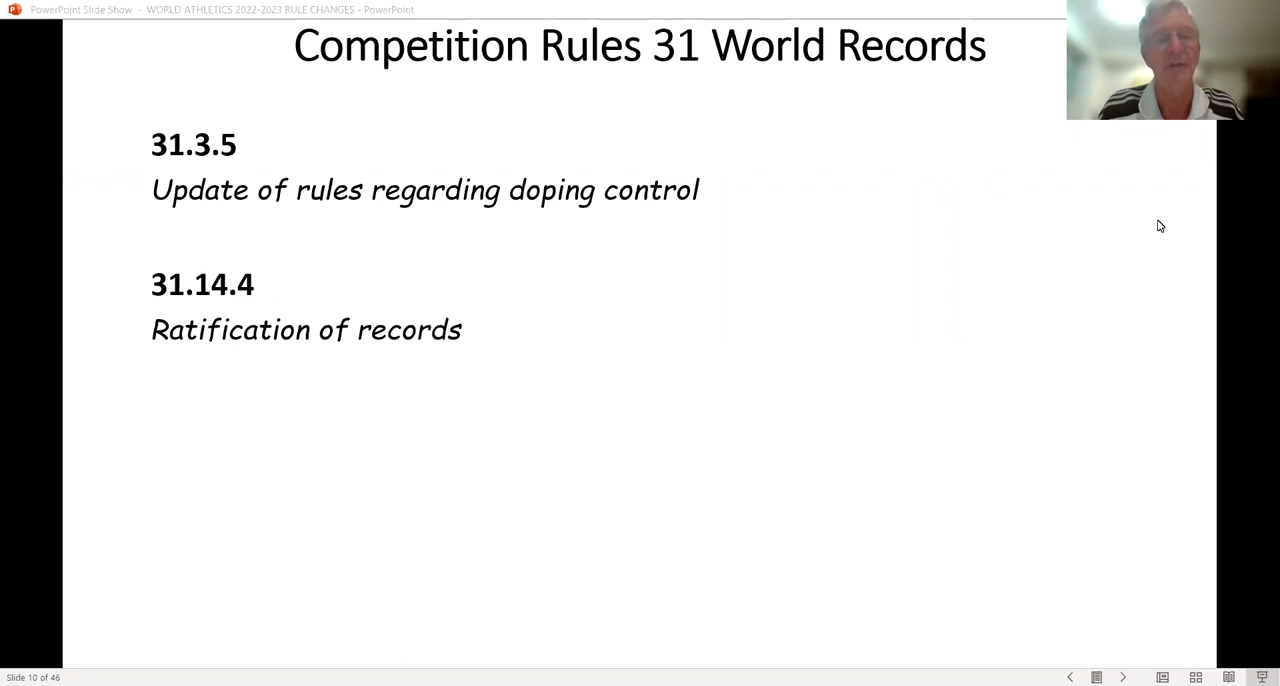 PowerPoint Slide Show - WORLD ATHLETICS 2022-2023 RULE CHANGES - PowerPoint
Competition Rules 31 World Records
31.3.5
Update of rules regarding doping control
31.14.4
Ratification of records
Slide 10 of 46